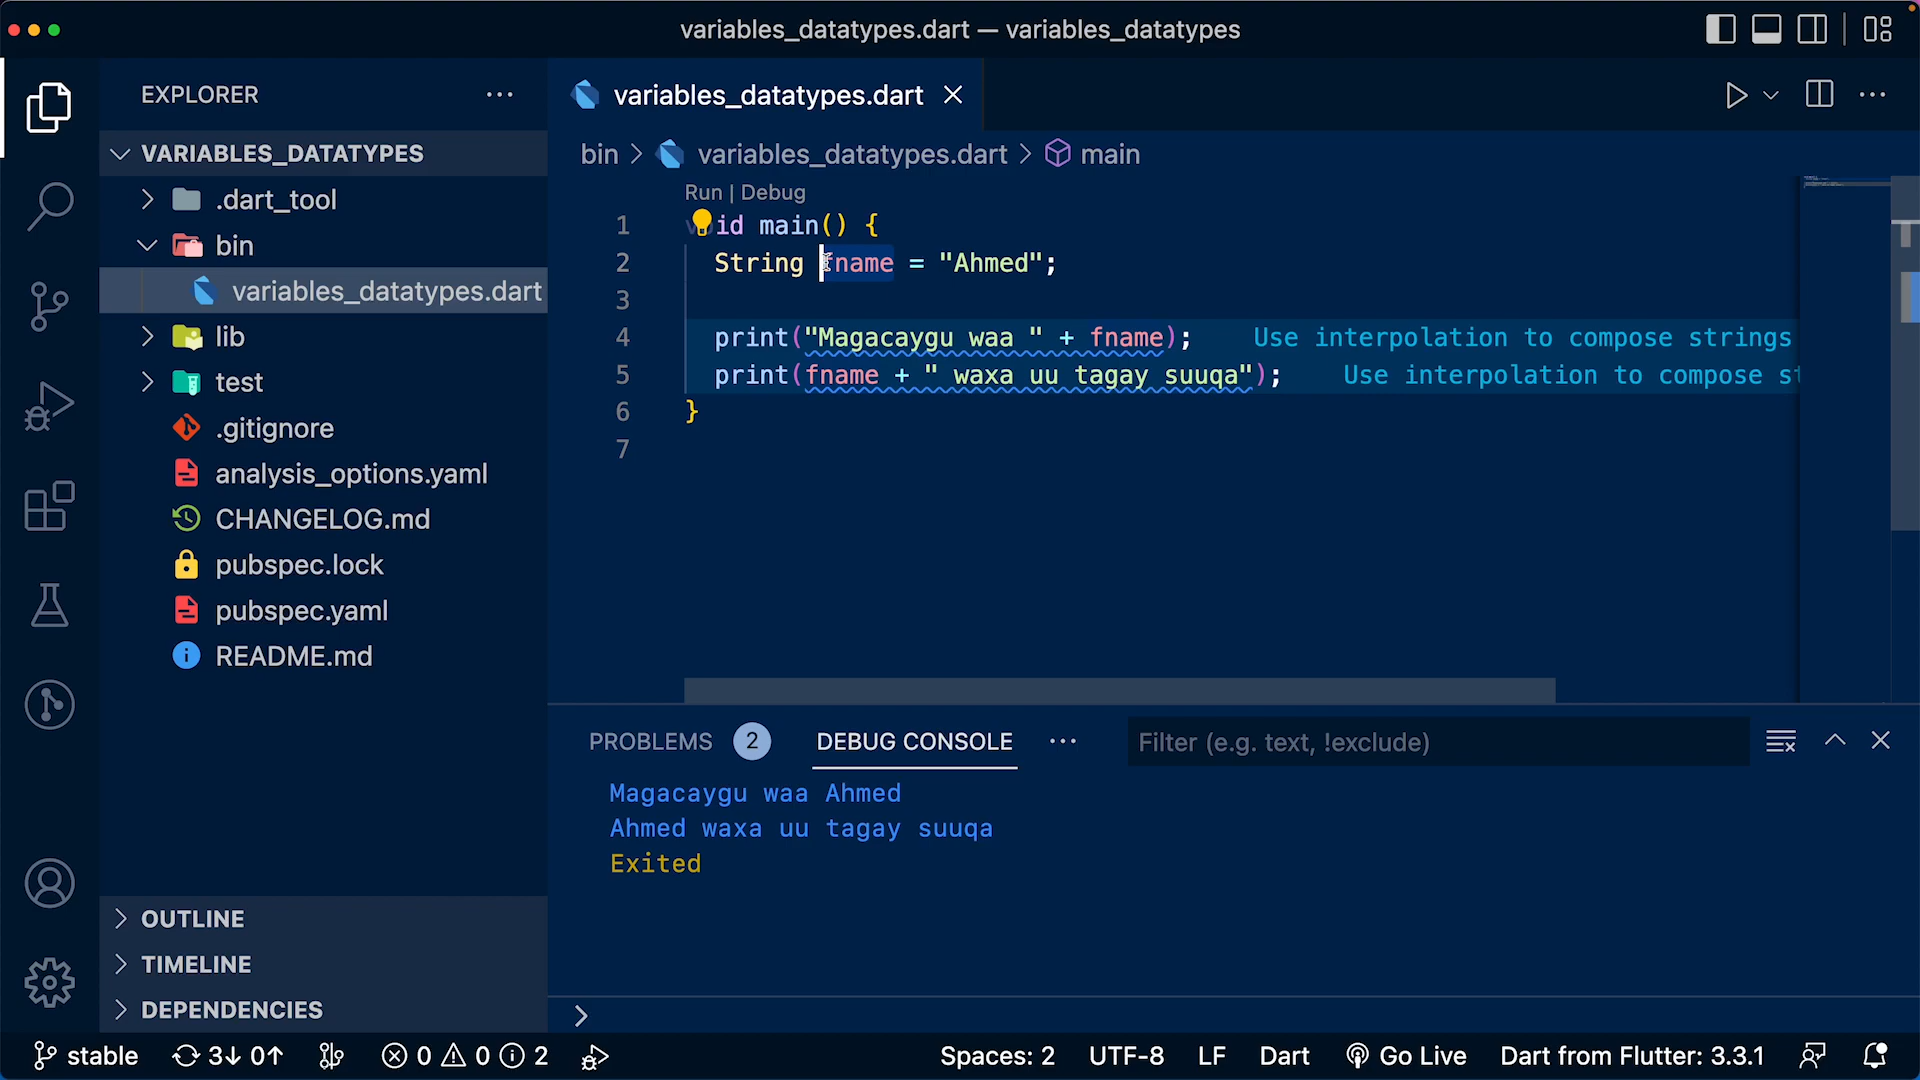 variables_datatypes.dart — variables_datatypes
EXPLORER
variables_datatypes.dart
VARIABLES_DATATYPES
bin > variables_datatypes.dart > main
.dart_tool
bin
variables_datatypes.dart
lib
test
.gitignore
analysis_options.yaml
CHANGELOG.md
pubspec.lock
pubspec.yaml
README.md
OUTLINE
TIMELINE
DEPENDENCIES
Run | Debug
1 void main() {
2 String fname = "Ahmed";
3
4 print("Magacaygu waa " + fname); Use interpolation to compose strings
5 print(fname + " waxa uu tagay suuqa"); Use interpolation to compose st
6 }
7
PROBLEMS 2 DEBUG CONSOLE Filter (e.g. text, !exclude)
Magacaygu waa Ahmed
Ahmed waxa uu tagay suuqa
Exited
stable 3↓ 0↑ 0 0 2 Spaces: 2 UTF-8 LF Dart Go Live Dart from Flutter: 3.3.1